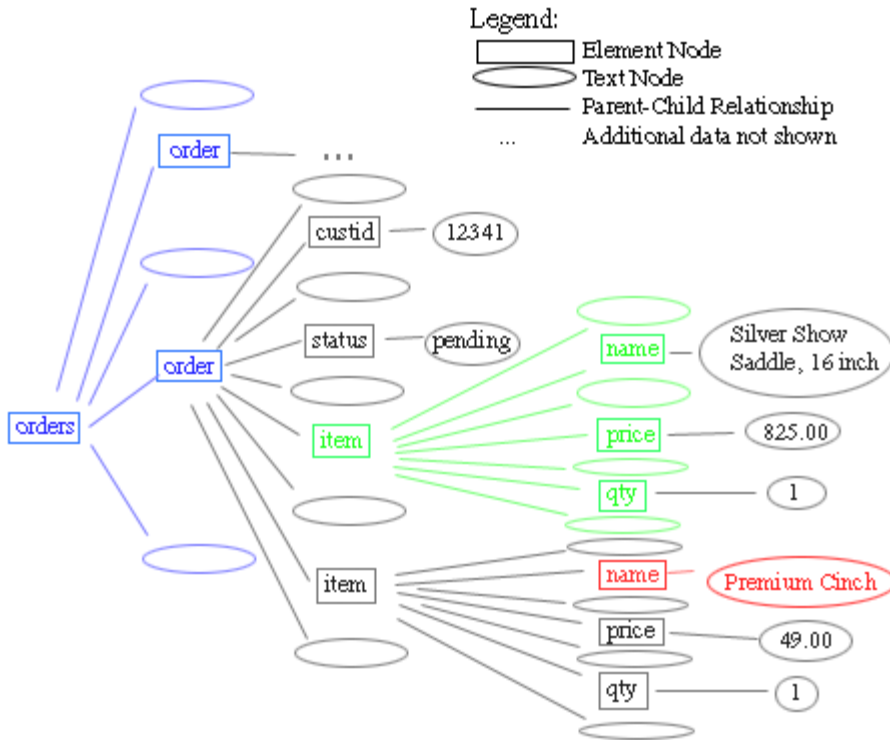 Legend:
Element Node
Text Node
Parent-Child Relationship
... Additional data not shown
order ...
custid 12341
status pending
order
orders
item
name Silver Show
Saddle, 16 inch
price 825.00
qty 1
item
name Premium Cinch
price 49.00
qty 1